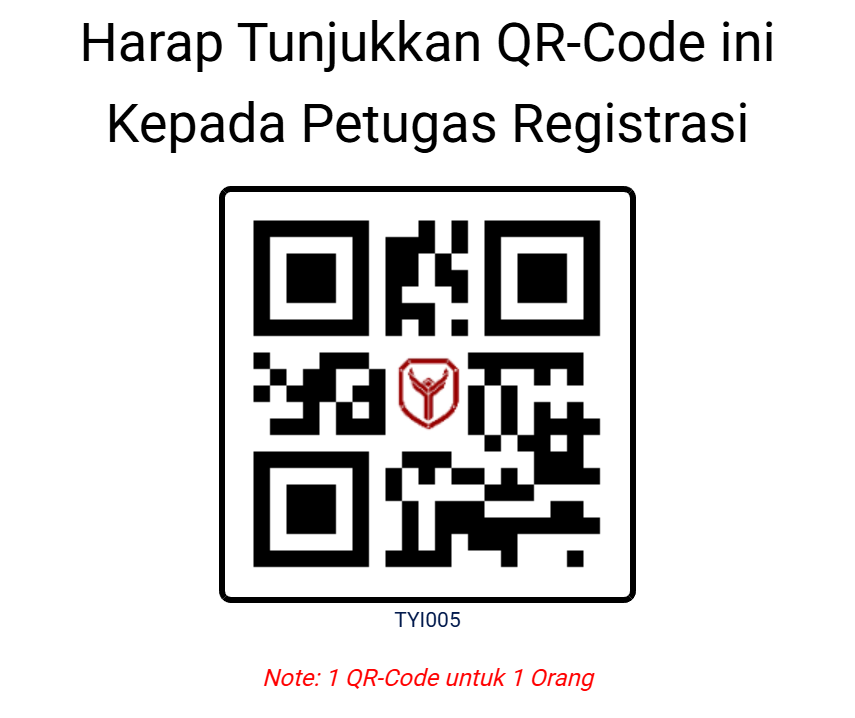 Harap Tunjukkan QR-Code ini
Kepada Petugas Registrasi
TYI005
Note: 1 QR-Code untuk 1 Orang